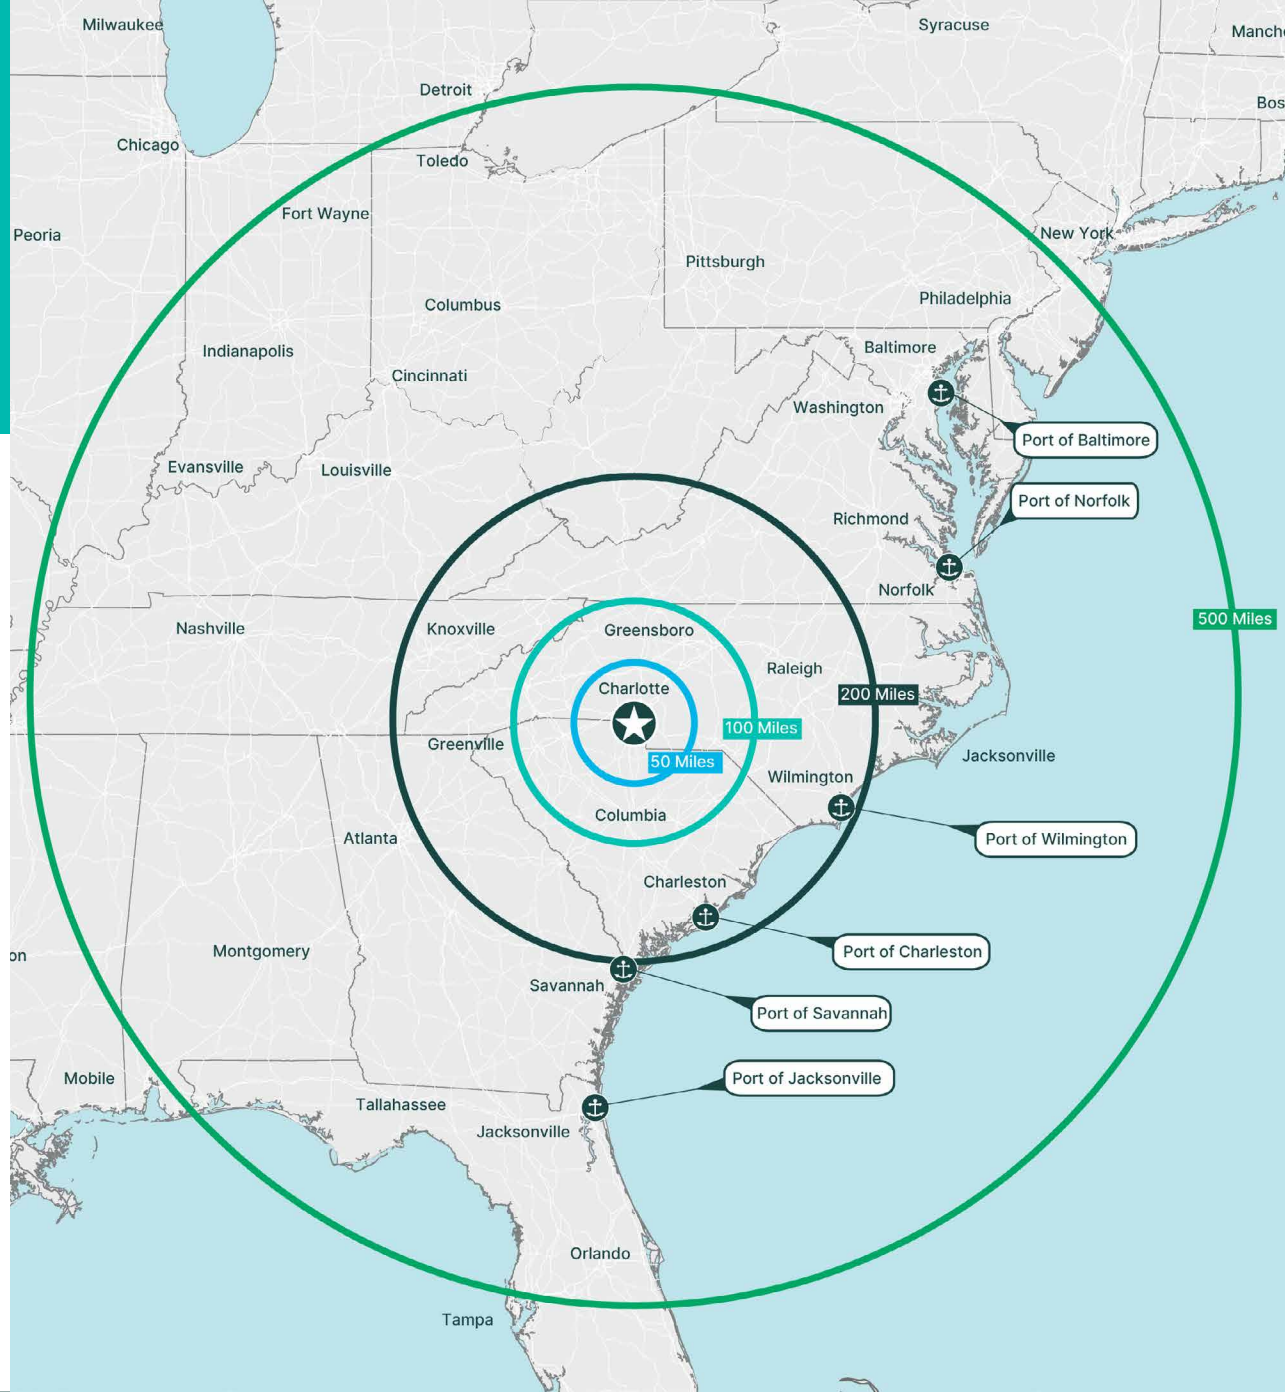 Milwaukee
Syracuse
Manch
Detroit
Bos
Chicago
Toledo
Fort Wayne
Peoria
New York
Pittsburgh
Philadelphia
Columbus
Baltimore
Indianapolis
Cincinnati
Washington
Port of Baltimore
Evansville
Louisville
Port of Norfolk
Richmond
Norfolk
500 Miles
Nashville
Knoxville
Greensboro
Raleigh
Charlotte
200 Miles
100 Miles
Greenville
50 Miles
Jacksonville
Wilmington
Columbia
Atlanta
Port of Wilmington
Charleston
Montgomery
Port of Charleston
on
Savannah
Port of Savannah
Mobile
Port of Jacksonville
Tallahassee
Jacksonville
Orlando
Tampa